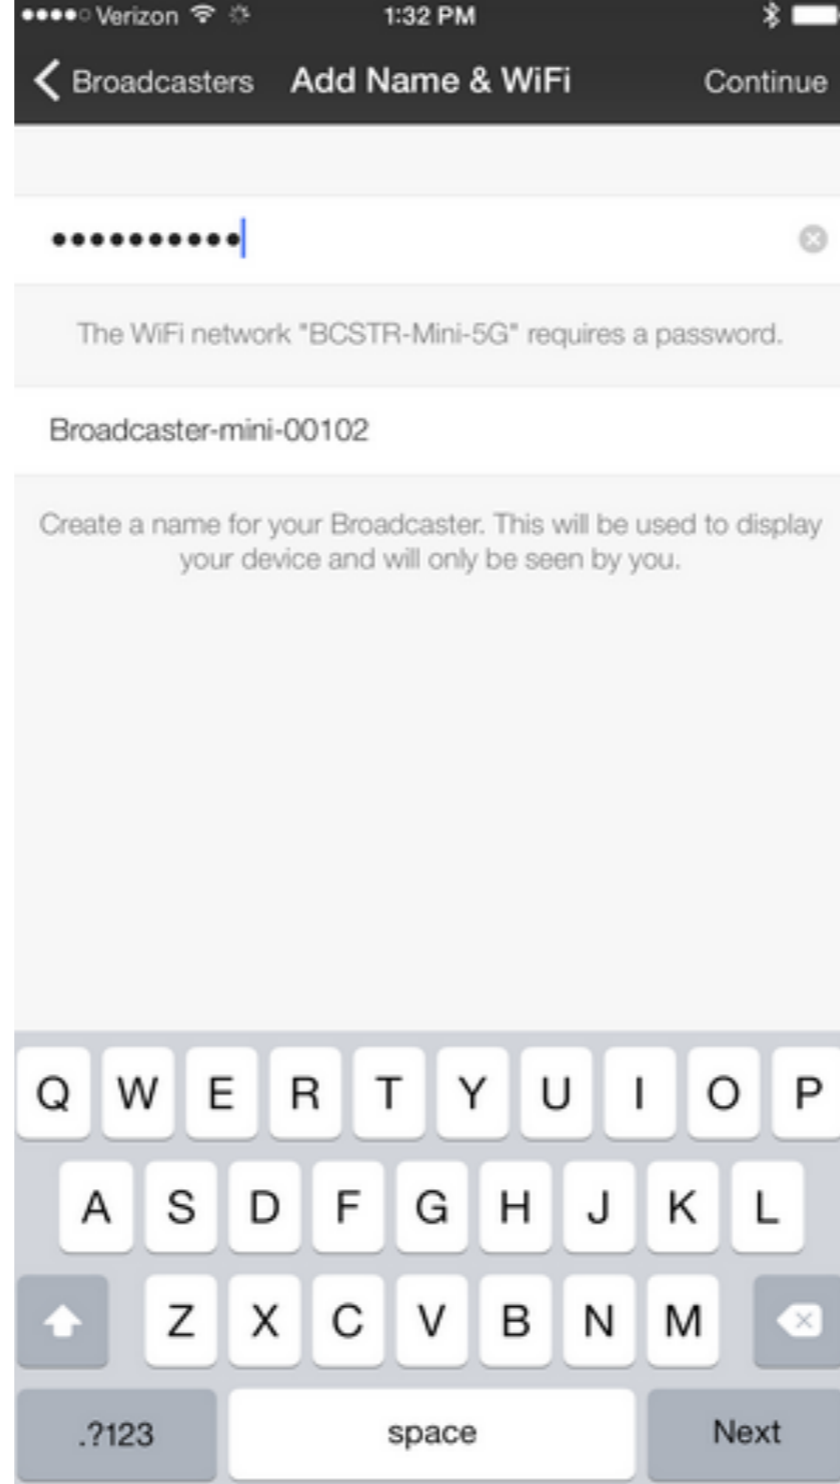 Verizon 1:32 PM
Broadcasters Add Name & WiFi Continue
••••••••••
The WiFi network "BCSTR-Mini-5G" requires a password.
Broadcaster-mini-00102
Create a name for your Broadcaster. This will be used to display
your device and will only be seen by you.
Q W E R T Y U I O P
A S D F G H J K L
Z X C V B N M
.?123 space Next